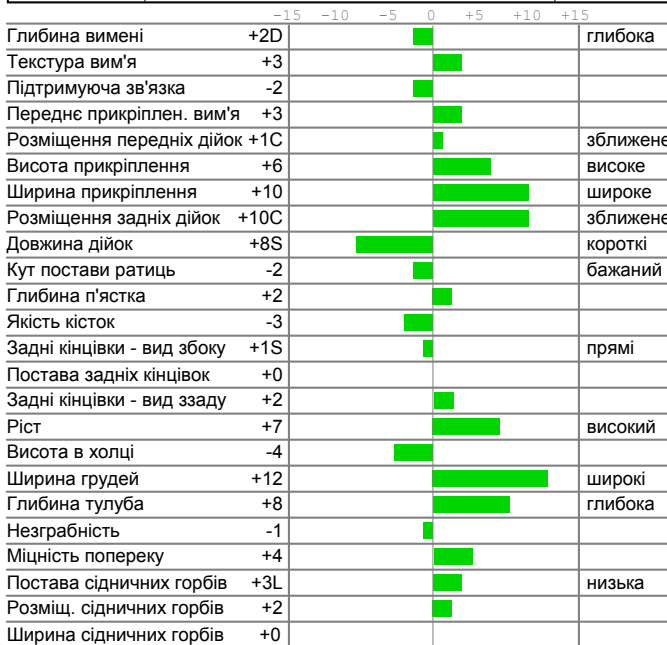 -15 -10 -5 0 +5 +10 +15
Глибина вимені +2D глибока
Текстура вим'я +3
Підтримуюча зв'язка -2
Переднє прикріплен. вим'я +3
Розміщення передніх дійок +1C зближене
Висота прикріплення +6 високе
Ширина прикріплення +10 широке
Розміщення задніх дійок +10C зближене
Довжина дійок +8S короткі
Кут постави ратиць -2 бажаний
Глибина п'ястка +2
Якість кісток -3
Задні кінцівки - вид збоку +1S прямі
Постава задніх кінцівок +0
Задні кінцівки - вид ззаду +2
Ріст +7 високий
Висота в холці -4
Ширина грудей +12 широкі
Глибина тулуба +8 глибока
Незграбність -1
Міцність попереку +4
Постава сідничних горбів +3L низька
Розміщ. сідничних горбів +2
Ширина сідничних горбів +0